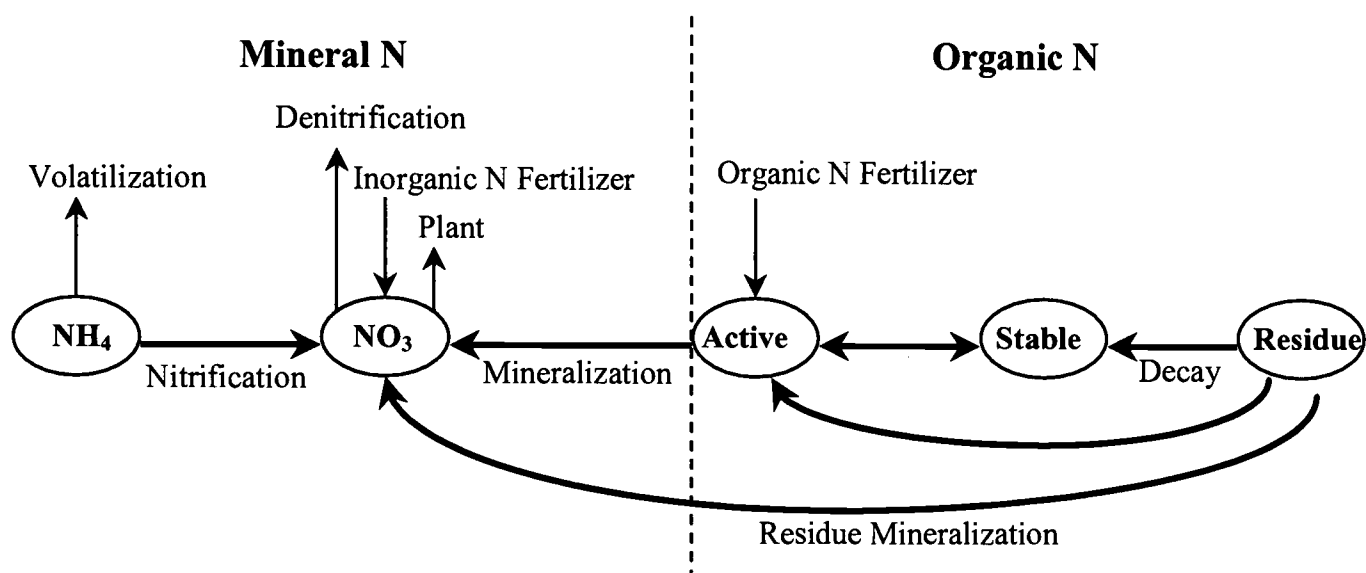 Mineral N
Organic N
Denitrification
Volatilization
Inorganic N Fertilizer
Organic N Fertilizer
Plant
NH₄
NO₃
Active
Stable
Residue
Nitrification
Mineralization
Decay
Residue Mineralization